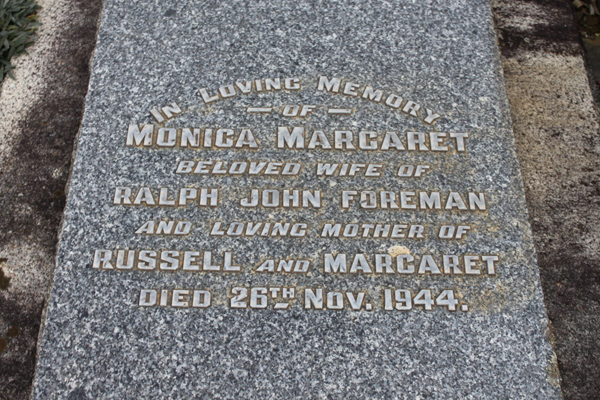 IN LOVING MEMORY
— OF —
MONICA MARGARET
BELOVED WIFE OF
RALPH JOHN FOREMAN
AND LOVING MOTHER OF
RUSSELL AND MARGARET
DIED 26TH NOV. 1944.